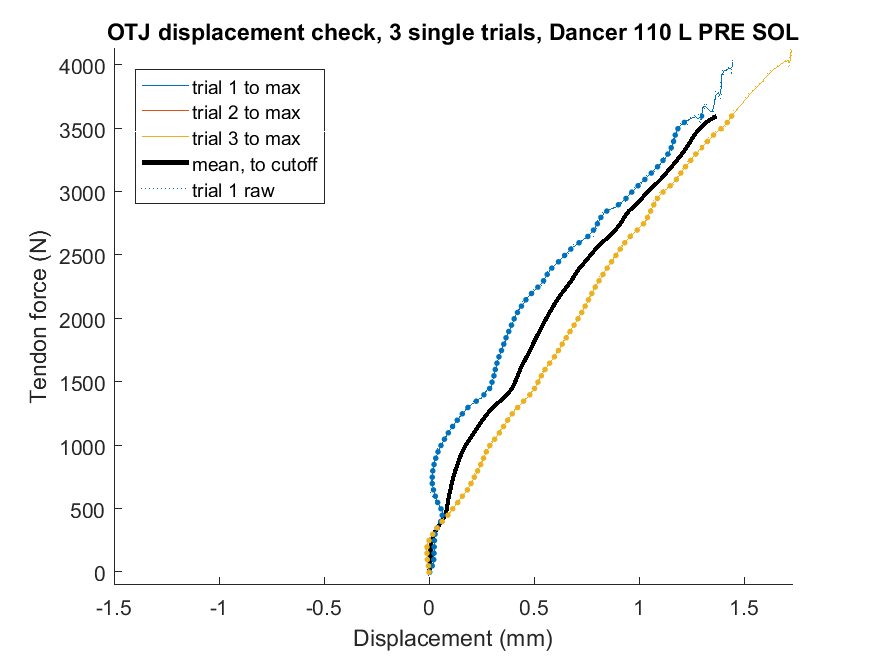 OTJ displacement check, 3 single trials, Dancer 110 L PRE SOL
4000
3500
3000
2500
2000
1500
1000
500
0
Tendon force (N)
trial 1 to max
trial 2 to max
trial 3 to max
mean, to cutoff
trial 1 raw
-1.5
-1
-0.5
0
0.5
1
1.5
Displacement (mm)